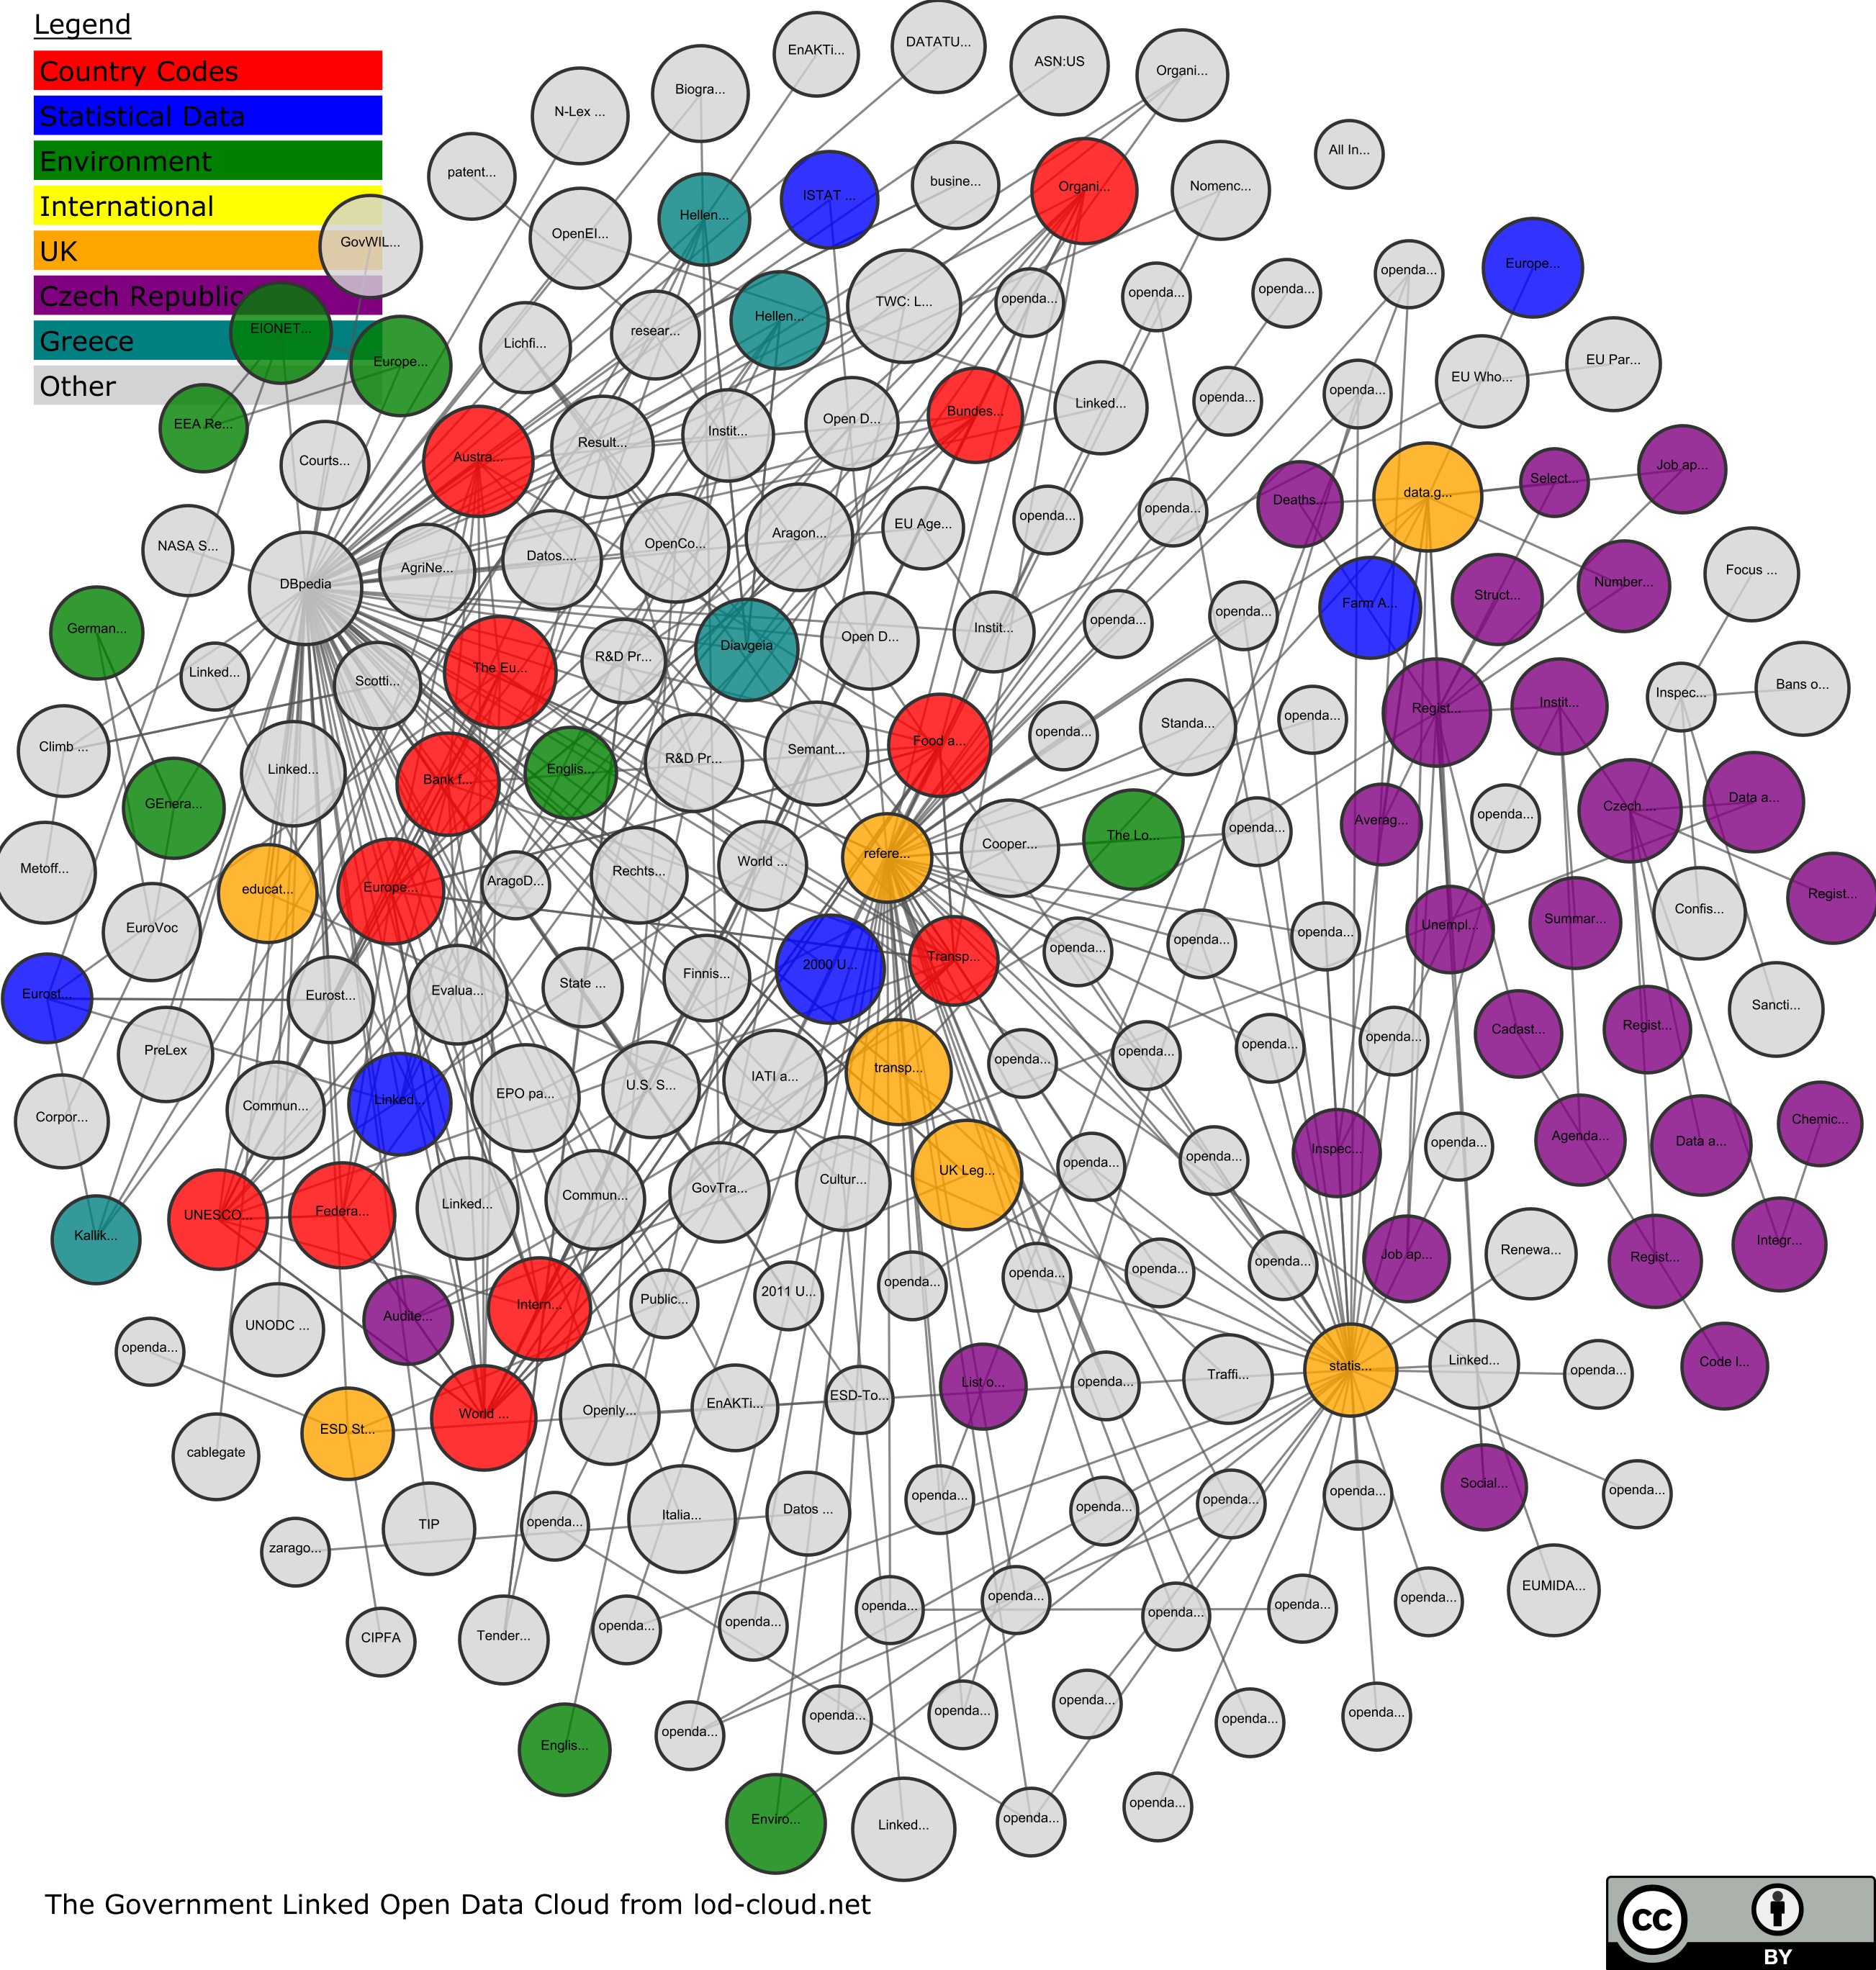 Legend
Country Codes
Statistical Data
Environment
International
UK
Czech Republic
Greece
Other
EnAKTi...
DATATU...
ASN:US
Organi...
Biogra...
N-Lex ...
patent...
All In...
busine...
Organi...
Nomenc...
ISTAT ...
Hellen...
OpenEI...
GovWIL...
openda...
Europe...
TWC: L...
openda...
openda...
openda...
Hellen...
EIONET...
resear...
Lichfi...
Europe...
EU Par...
EU Who...
openda...
openda...
Linked...
Bundes...
Open D...
Instit...
EEA Re...
Result...
Austra...
Courts...
Job ap...
Select...
data.g...
Deaths...
openda...
openda...
EU Age...
Aragon...
OpenCo...
NASA S...
Datos....
AgriNe...
Focus ...
DBpedia
Number...
Struct...
Farm A...
openda...
openda...
German...
Instit...
Open D...
Diavgeia
R&D Pr...
The Eu...
Linked...
Scotti...
Bans o...
Inspec...
Instit...
Regist...
openda...
Standa...
openda...
Climb ...
Food a...
Semant...
R&D Pr...
Englis...
Linked...
Bank f...
GEnera...
Data a...
Czech ...
openda...
Averag...
openda...
The Lo...
Cooper...
refere...
World ...
Rechts...
Metoff...
AragoD...
educat...
Europe...
Regist...
Confis...
Summar...
Unempl...
EuroVoc
openda...
openda...
openda...
Transp...
2000 U...
Finnis...
State ...
Evalua...
Eurost...
Eurost...
Sancti...
Regist...
Cadast...
openda...
openda...
openda...
openda...
PreLex
transp...
IATI a...
U.S. S...
EPO pa...
Linked...
Commun...
Corpor...
Chemic...
Data a...
Agenda...
openda...
Inspec...
openda...
openda...
UK Leg...
Cultur...
GovTra...
Commun...
Linked...
Federa...
UNESCO...
Kallik...
Integr...
Regist...
Renewa...
Job ap...
openda...
openda...
openda...
openda...
2011 U...
Public...
Intern...
Audite...
UNODC ...
openda...
Code l...
openda...
Linked...
statis...
Traffi...
openda...
List o...
ESD-To...
EnAKTi...
Openly...
World ...
ESD St...
cablegate
openda...
Social...
openda...
openda...
openda...
openda...
Datos ...
Italia...
openda...
TIP
zarago...
EUMIDA...
openda...
openda...
openda...
openda...
openda...
openda...
openda...
Tender...
CIPFA
openda...
openda...
openda...
openda...
openda...
openda...
Englis...
openda...
openda...
Linked...
Enviro...
The Government Linked Open Data Cloud from lod-cloud.net
cc
BY